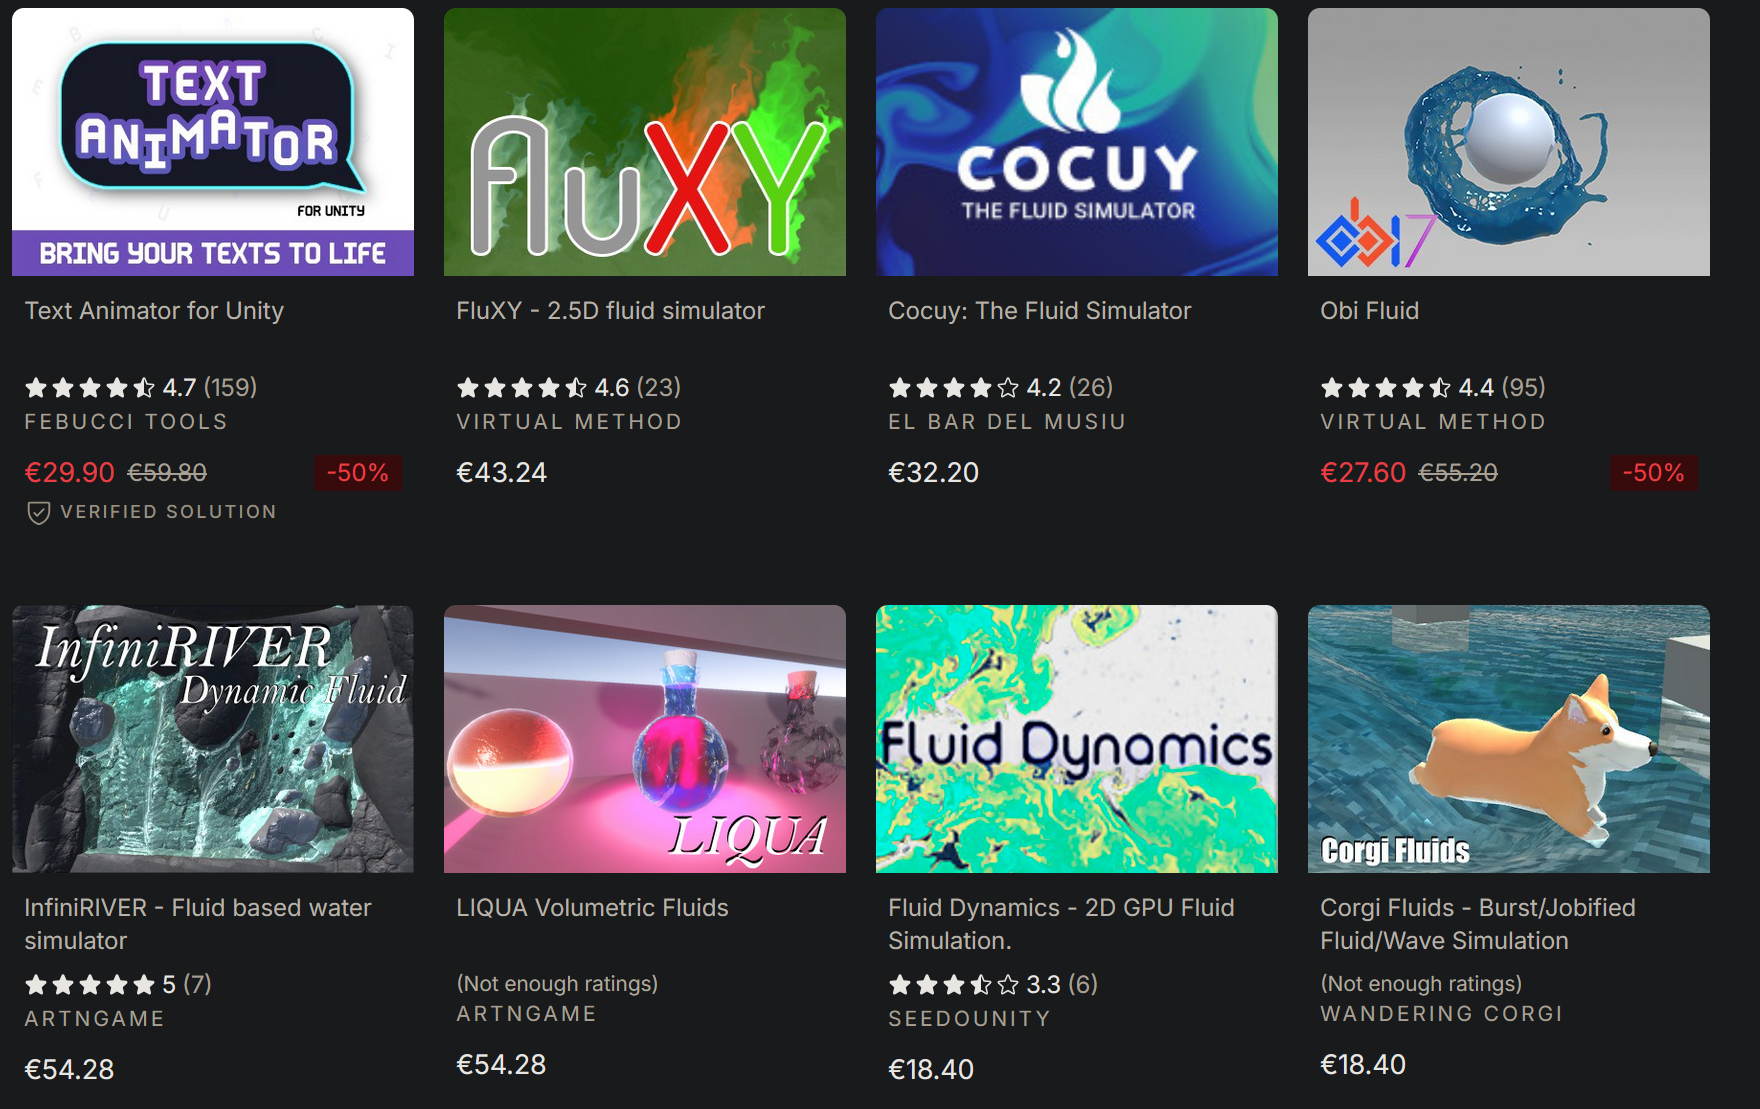 TEXT
ANIMATOR
FOR UNITY
BRING YOUR TEXTS TO LIFE
Text Animator for Unity
4.7 (159)
FEBUCCI TOOLS
€29.90 €59.80 -50%
VERIFIED SOLUTION
fluXY
FluXY - 2.5D fluid simulator
4.6 (23)
VIRTUAL METHOD
€43.24
COCUY
THE FLUID SIMULATOR
Cocuy: The Fluid Simulator
4.2 (26)
EL BAR DEL MUSIU
€32.20
obi 7
Obi Fluid
4.4 (95)
VIRTUAL METHOD
€27.60 €55.20 -50%
InfiniRIVER
Dynamic Fluid
InfiniRIVER - Fluid based water
simulator
5 (7)
ARTNGAME
€54.28
LIQUA
LIQUA Volumetric Fluids
(Not enough ratings)
ARTNGAME
€54.28
Fluid Dynamics
Fluid Dynamics - 2D GPU Fluid
Simulation.
3.3 (6)
SEEDOUNITY
€18.40
Corgi Fluids
Corgi Fluids - Burst/Jobified
Fluid/Wave Simulation
(Not enough ratings)
WANDERING CORGI
€18.40